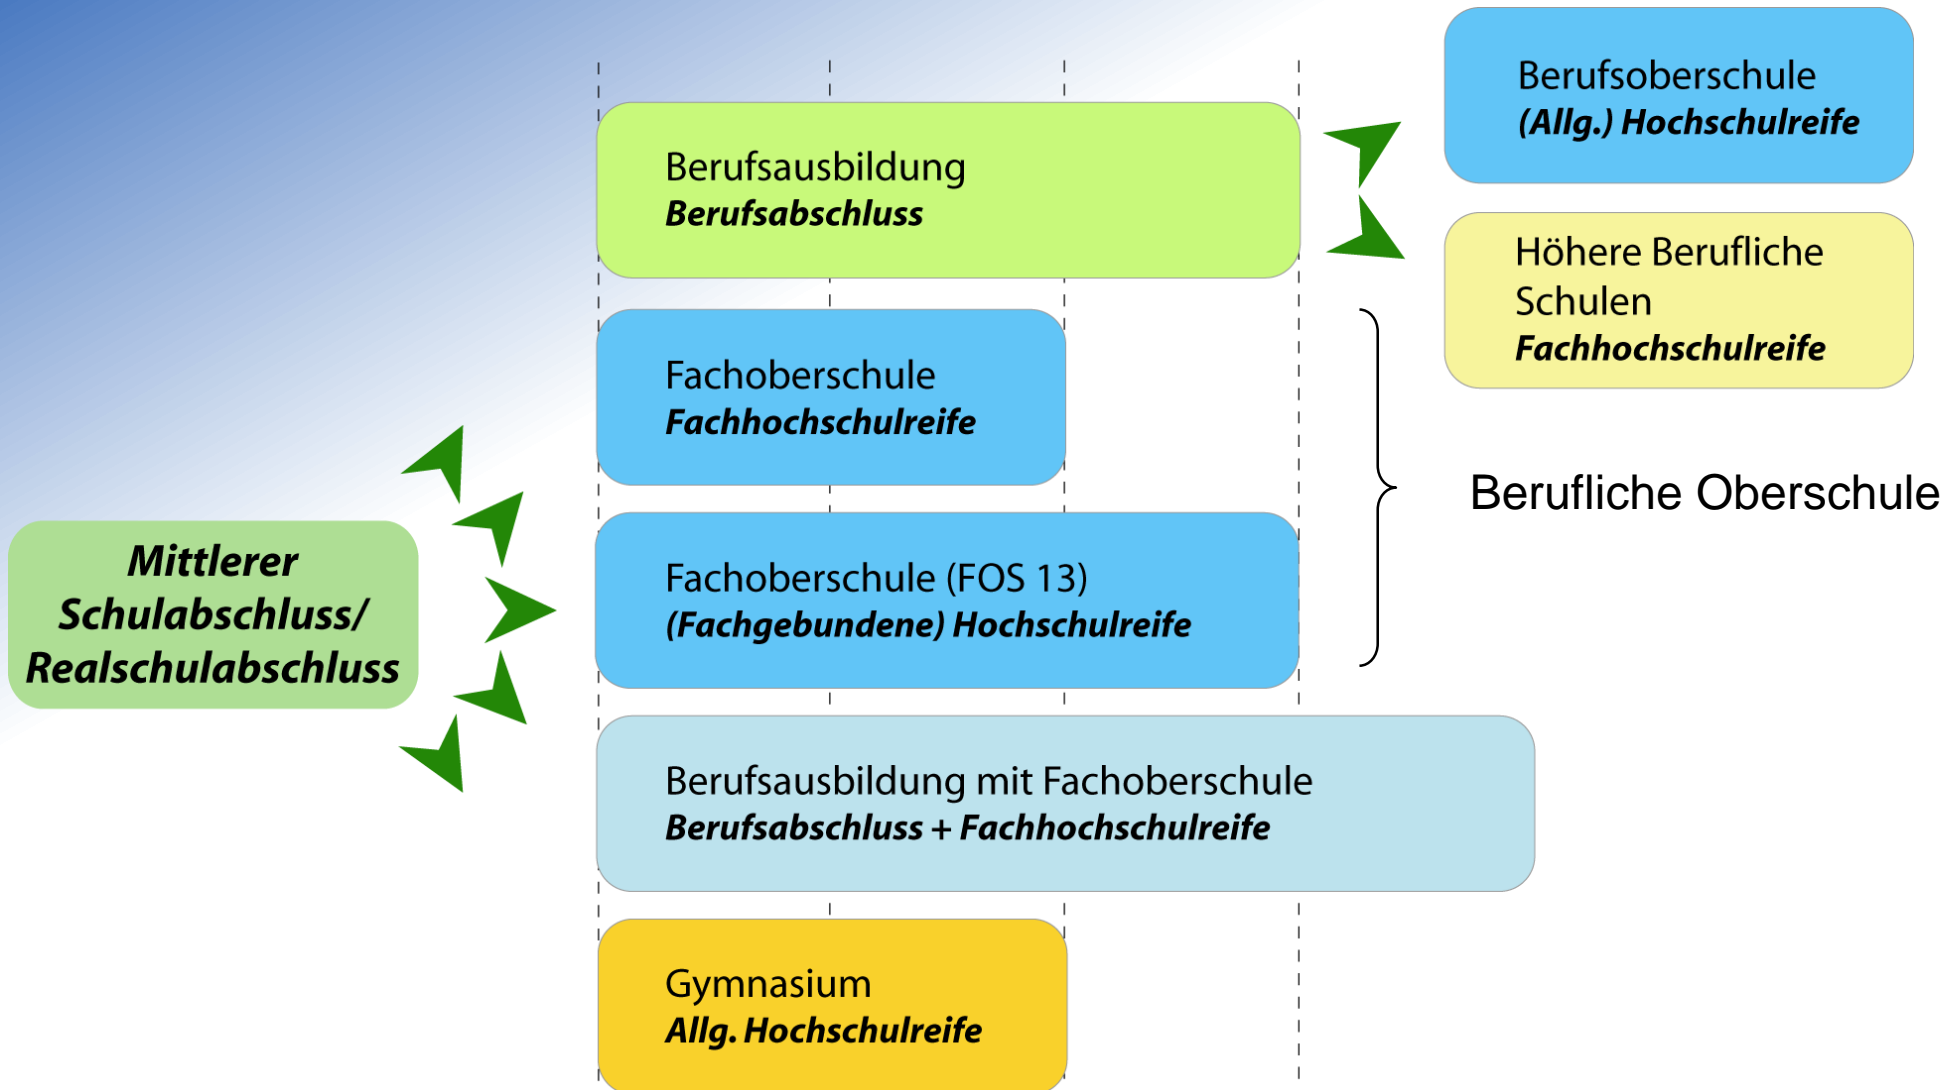 Mittlerer
Schulabschluss/
Realschulabschluss
Berufsausbildung
Berufsabschluss
Fachoberschule
Fachhochschulreife
Fachoberschule (FOS 13)
(Fachgebundene) Hochschulreife
Berufsausbildung mit Fachoberschule
Berufsabschluss + Fachhochschulreife
Gymnasium
Allg. Hochschulreife
Berufsoberschule
(Allg.) Hochschulreife
Höhere Berufliche
Schulen
Fachhochschulreife
Berufliche Oberschule